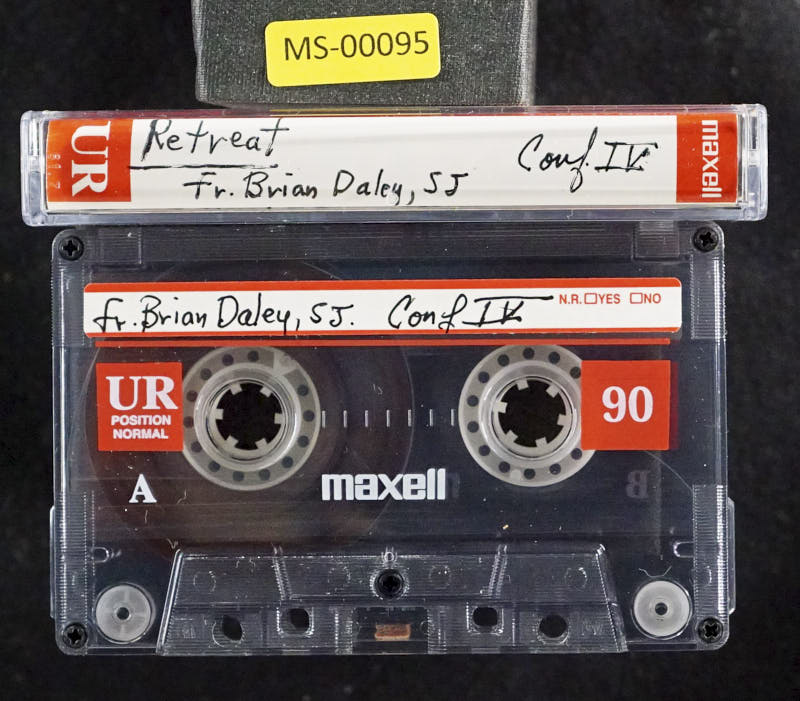 MS-00095
UR
Retreat
Conf. IV
Fr. Brian Daley, SJ
maxell
Fr. Brian Daley, SJ. Conf IV
N.R. YES NO
UR
POSITION
NORMAL
90
A
maxell
B